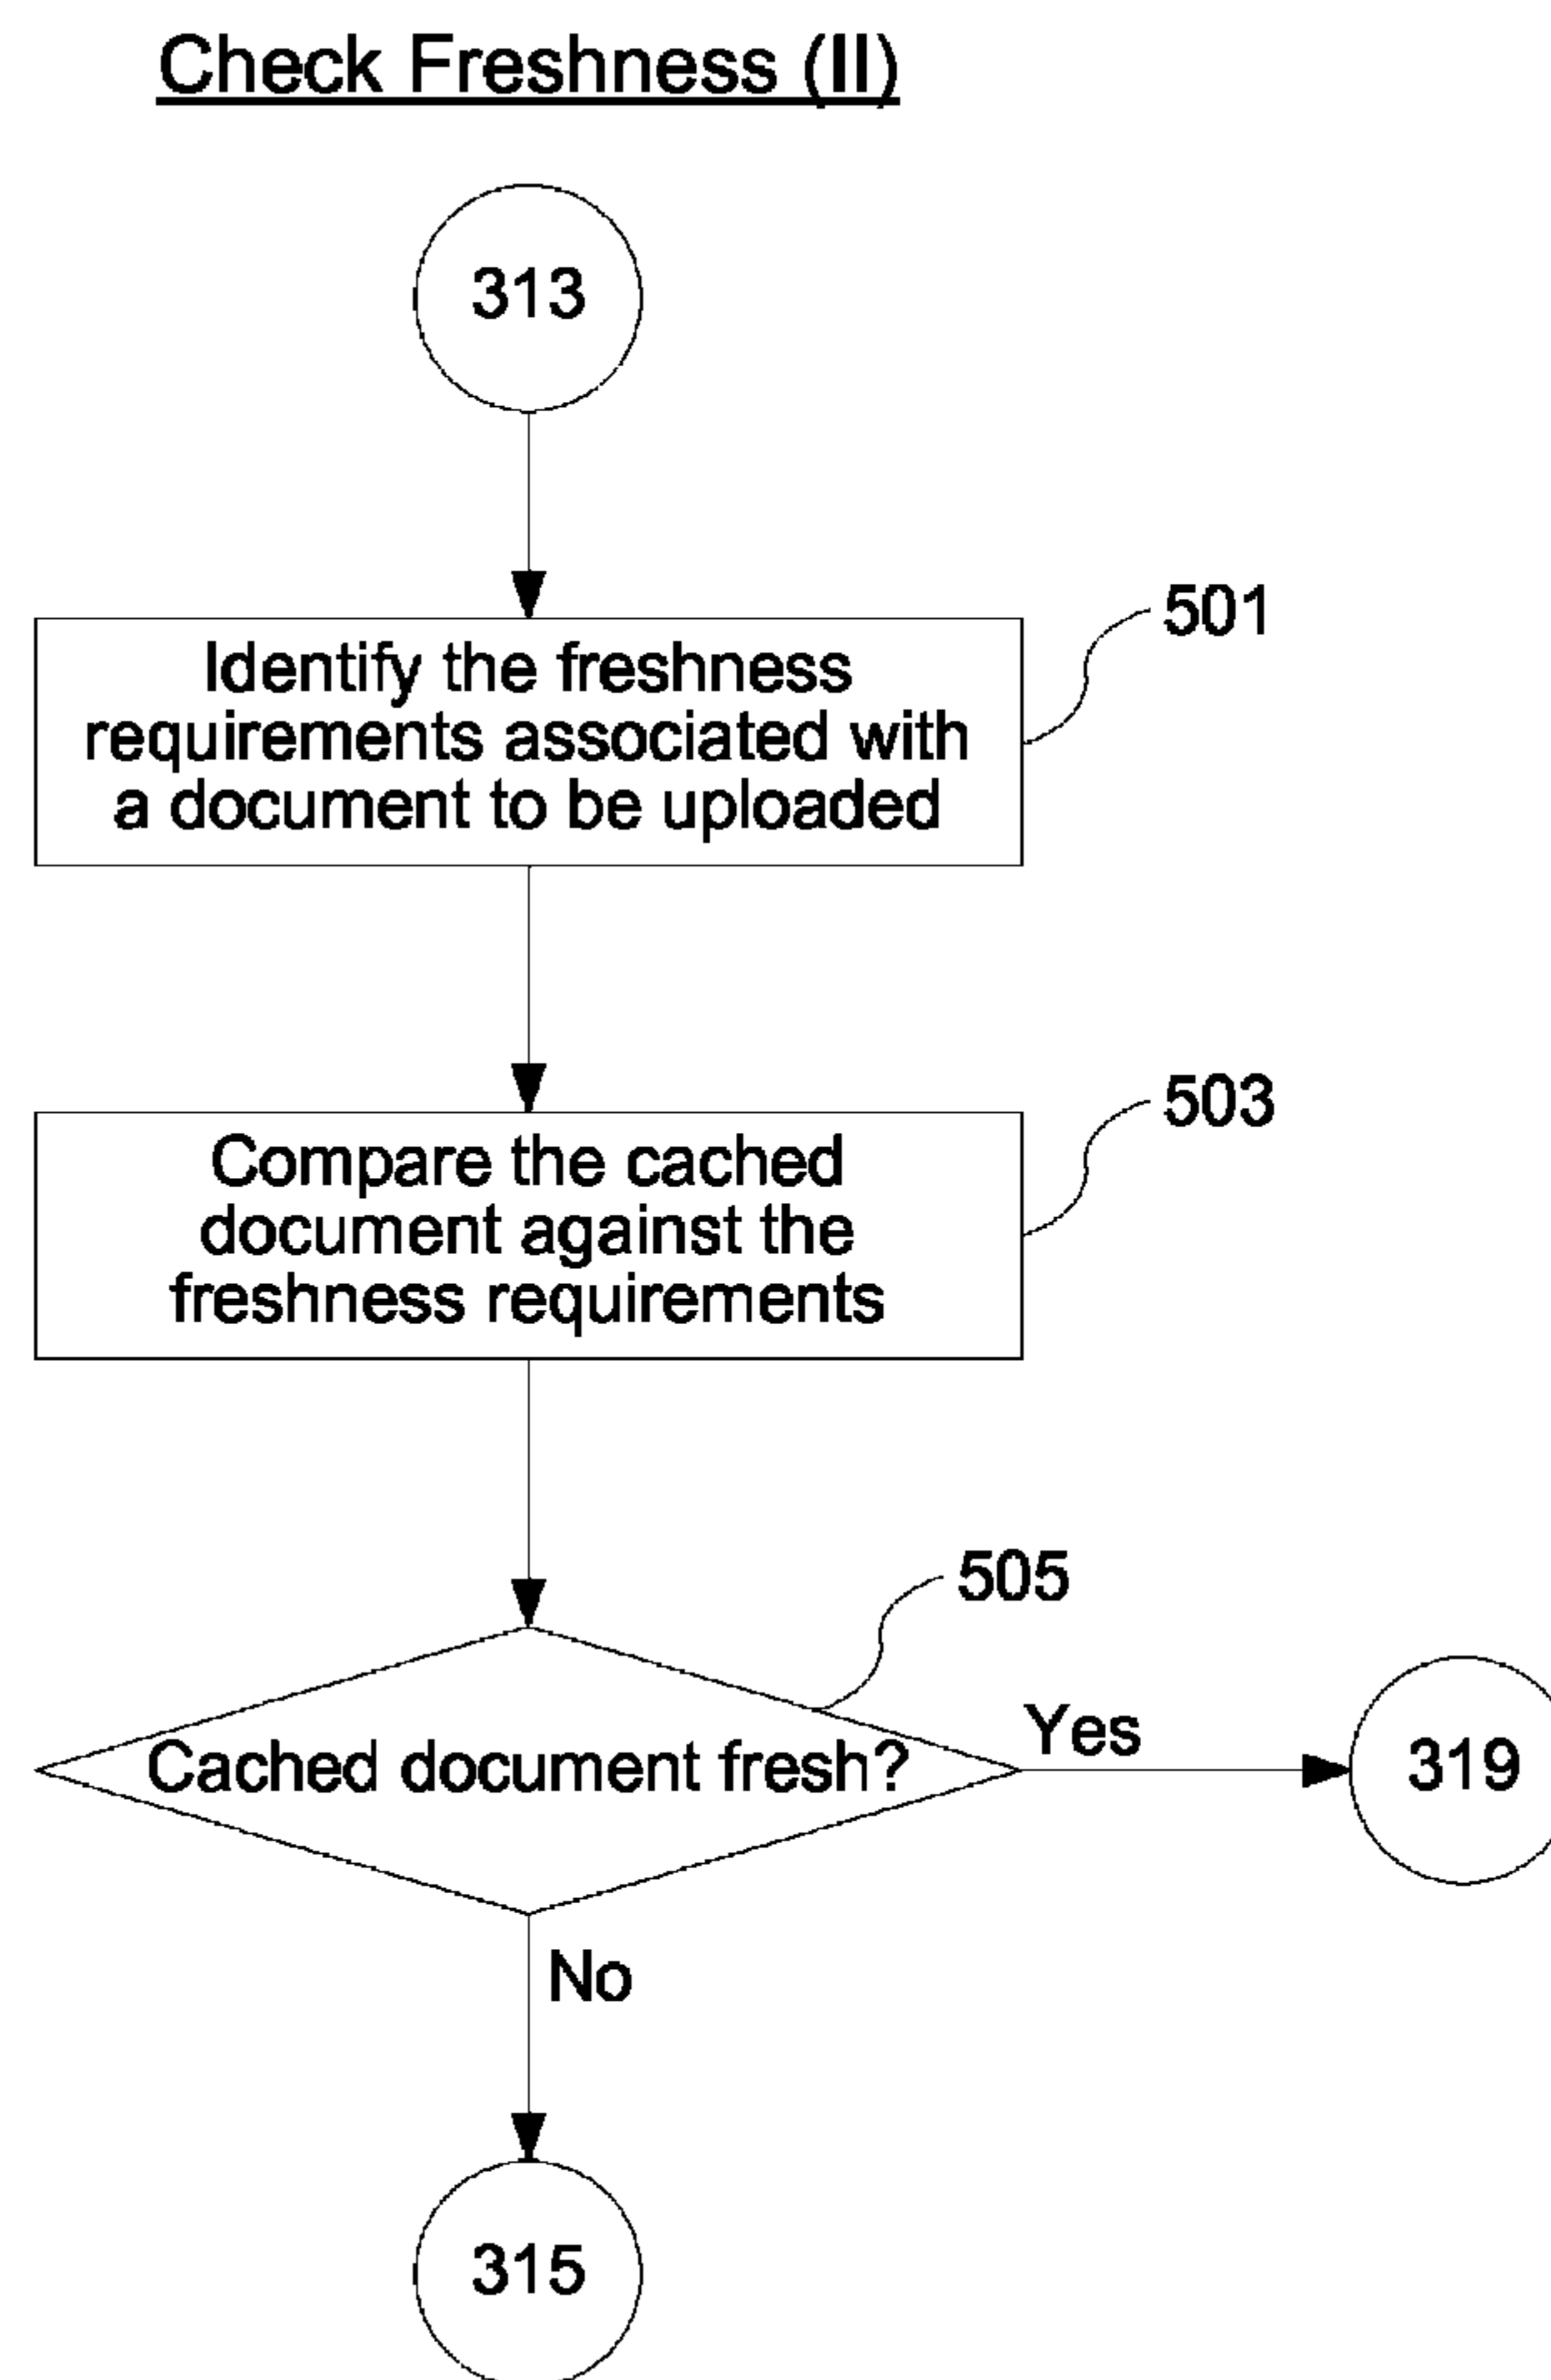 Check Freshness (II)
313
501
Identify the freshness
requirements associated with
a document to be uploaded
503
Compare the cached
document against the
freshness requirements
505
Cached document fresh?
Yes
319
No
315